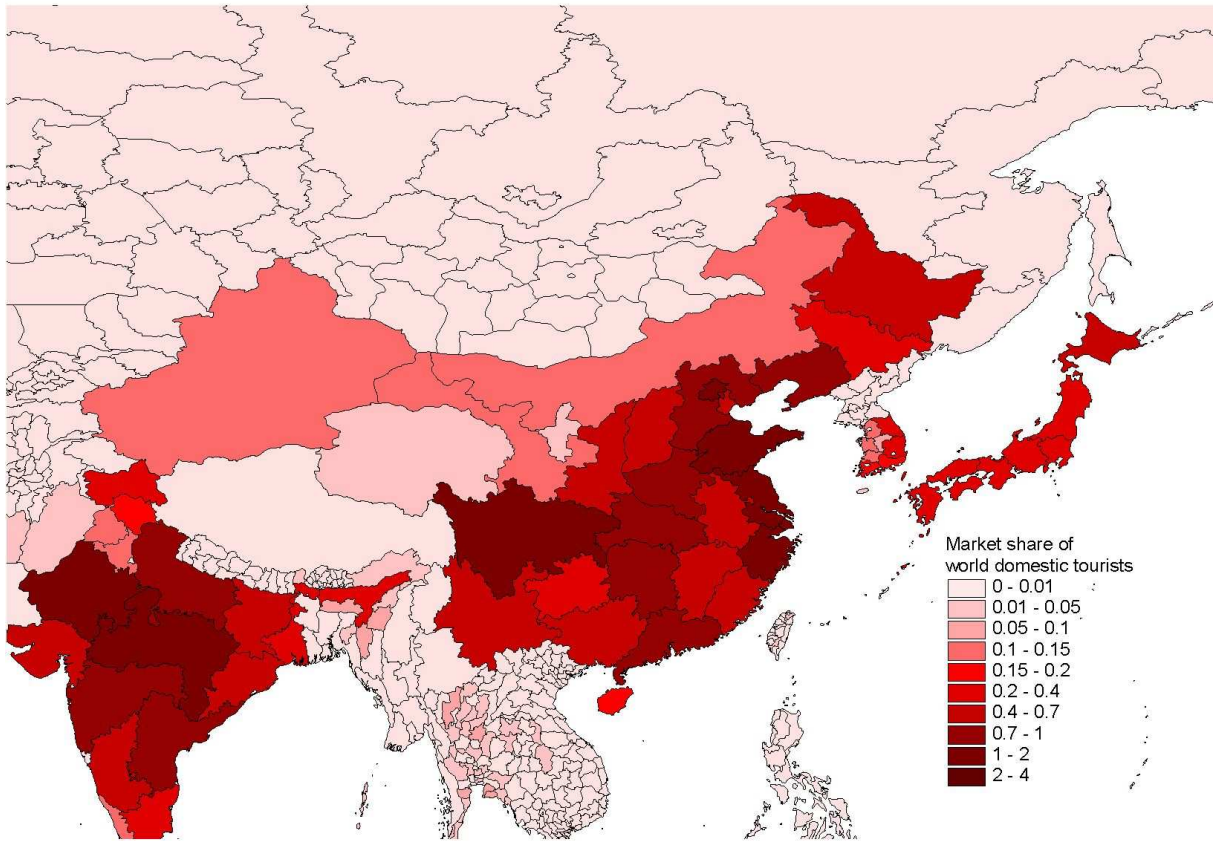 Market share of
world domestic tourists
0 - 0.01
0.01 - 0.05
0.05 - 0.1
0.1 - 0.15
0.15 - 0.2
0.2 - 0.4
0.4 - 0.7
0.7 - 1
1 - 2
2 - 4